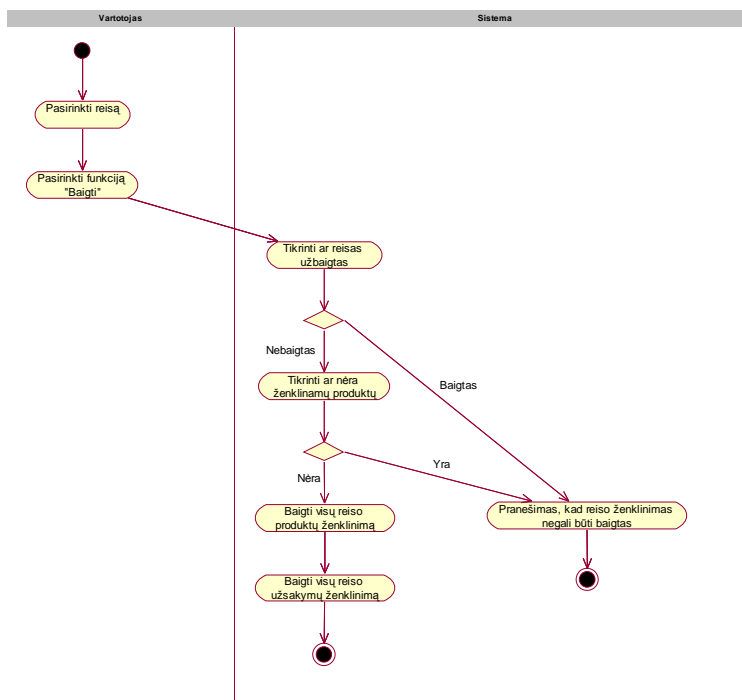 Vartotojas
Sistema
Pasirinkti reisą
Pasirinkti funkciją
"Baigti"
Tikrinti ar reisas
užbaigtas
Nebaigtas
Baigtas
Tikrinti ar nėra
ženklinamų produktų
Yra
Nėra
Baigti visų reiso
produktų ženklinimą
Pranešimas, kad reiso ženklinimas
negali būti baigtas
Baigti visų reiso
užsakymų ženklinimą